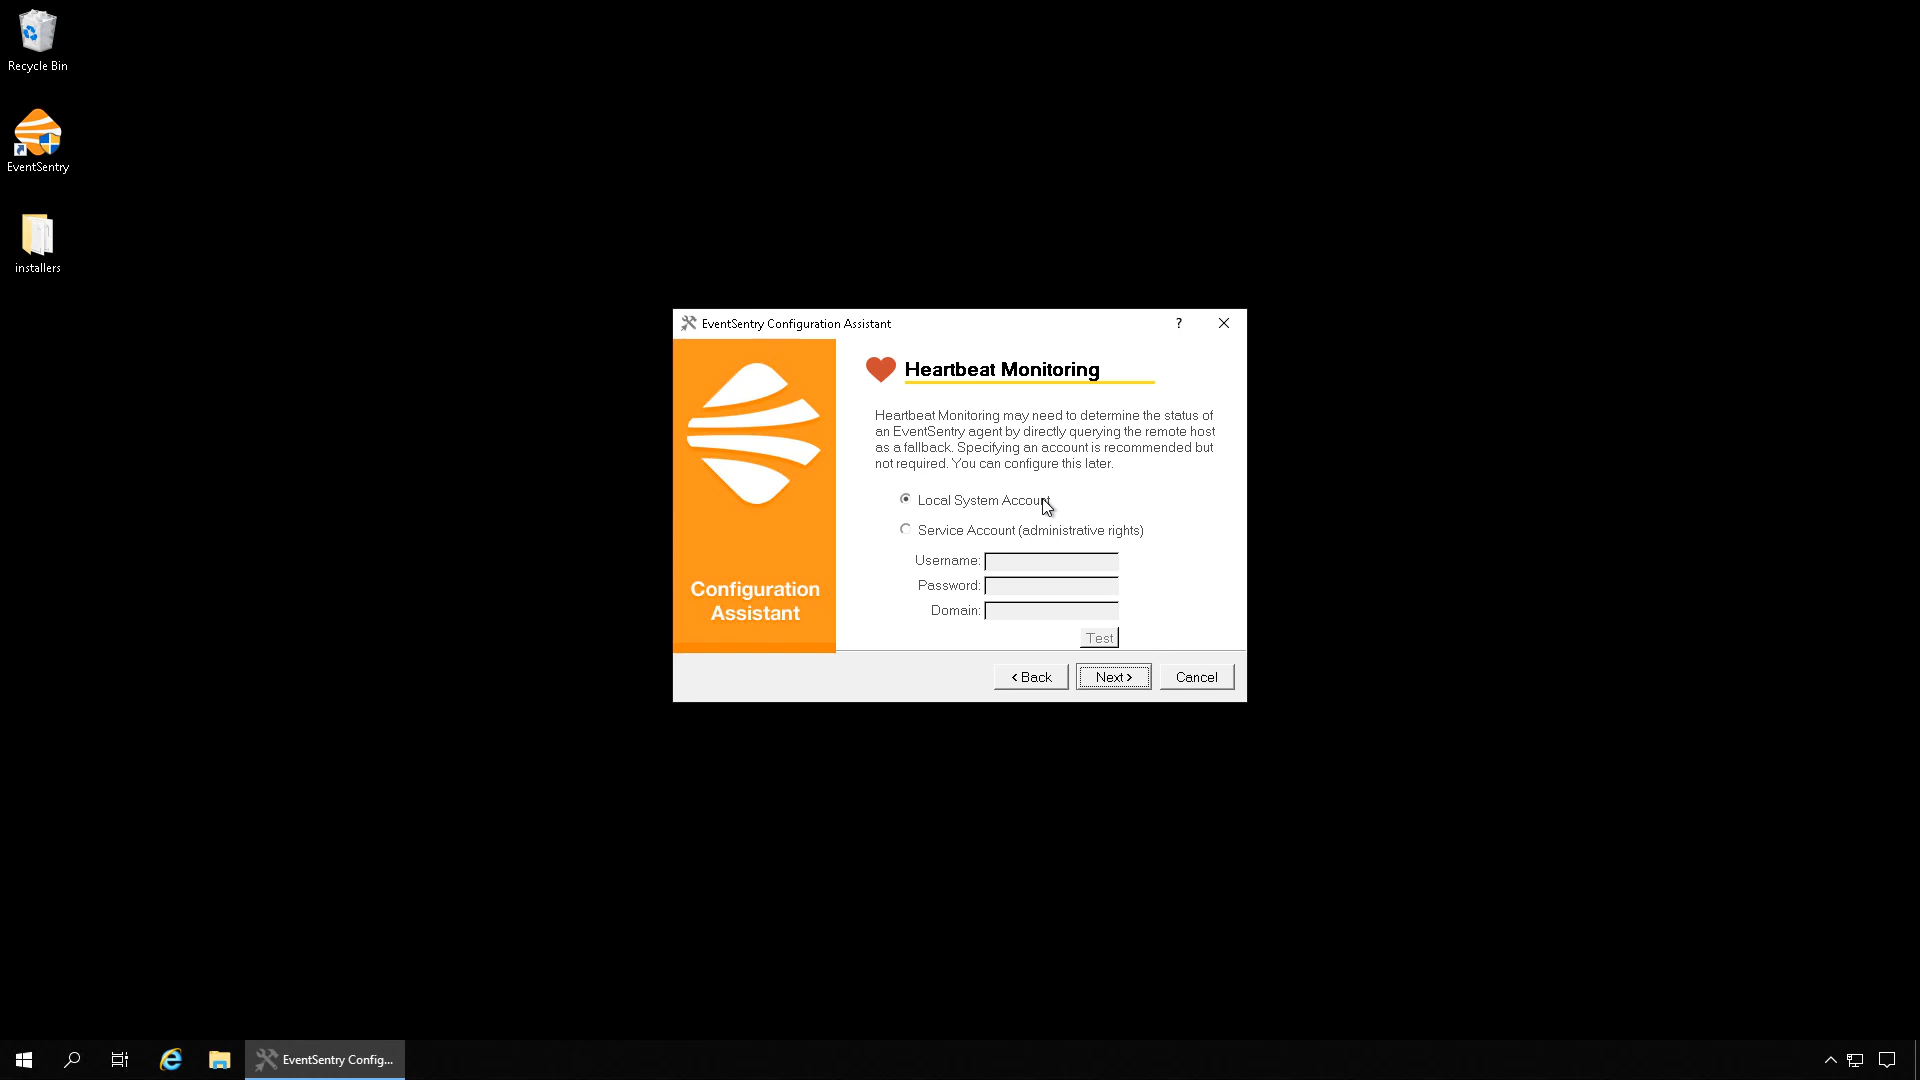 Recycle Bin
EventSentry
installers
EventSentry Configuration Assistant
?
Heartbeat Monitoring
Heartbeat Monitoring may need to determine the status of
an EventSentry agent by directly querying the remote host
as a fallback. Specifying an account is recommended but
not required. You can configure this later.
Local System Account
Service Account (administrative rights)
Username:
Password:
Domain:
Test
Configuration
Assistant
< Back
Next >
Cancel
EventSentry Config...